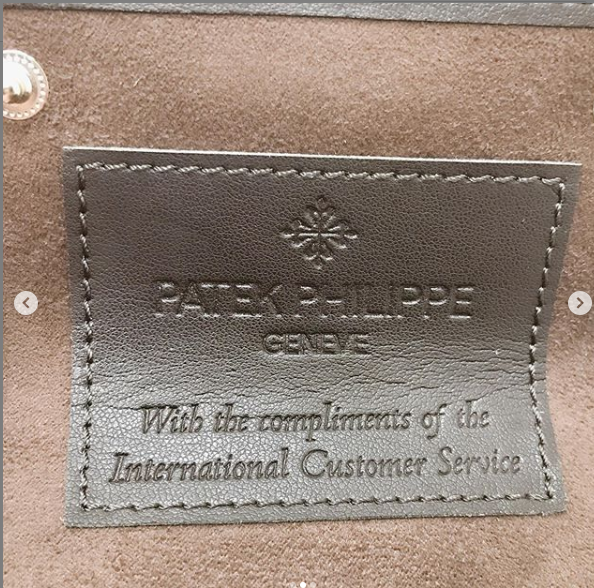 PATEK PHILIPPE
GENEVE
With the compliments of the
International Customer Service